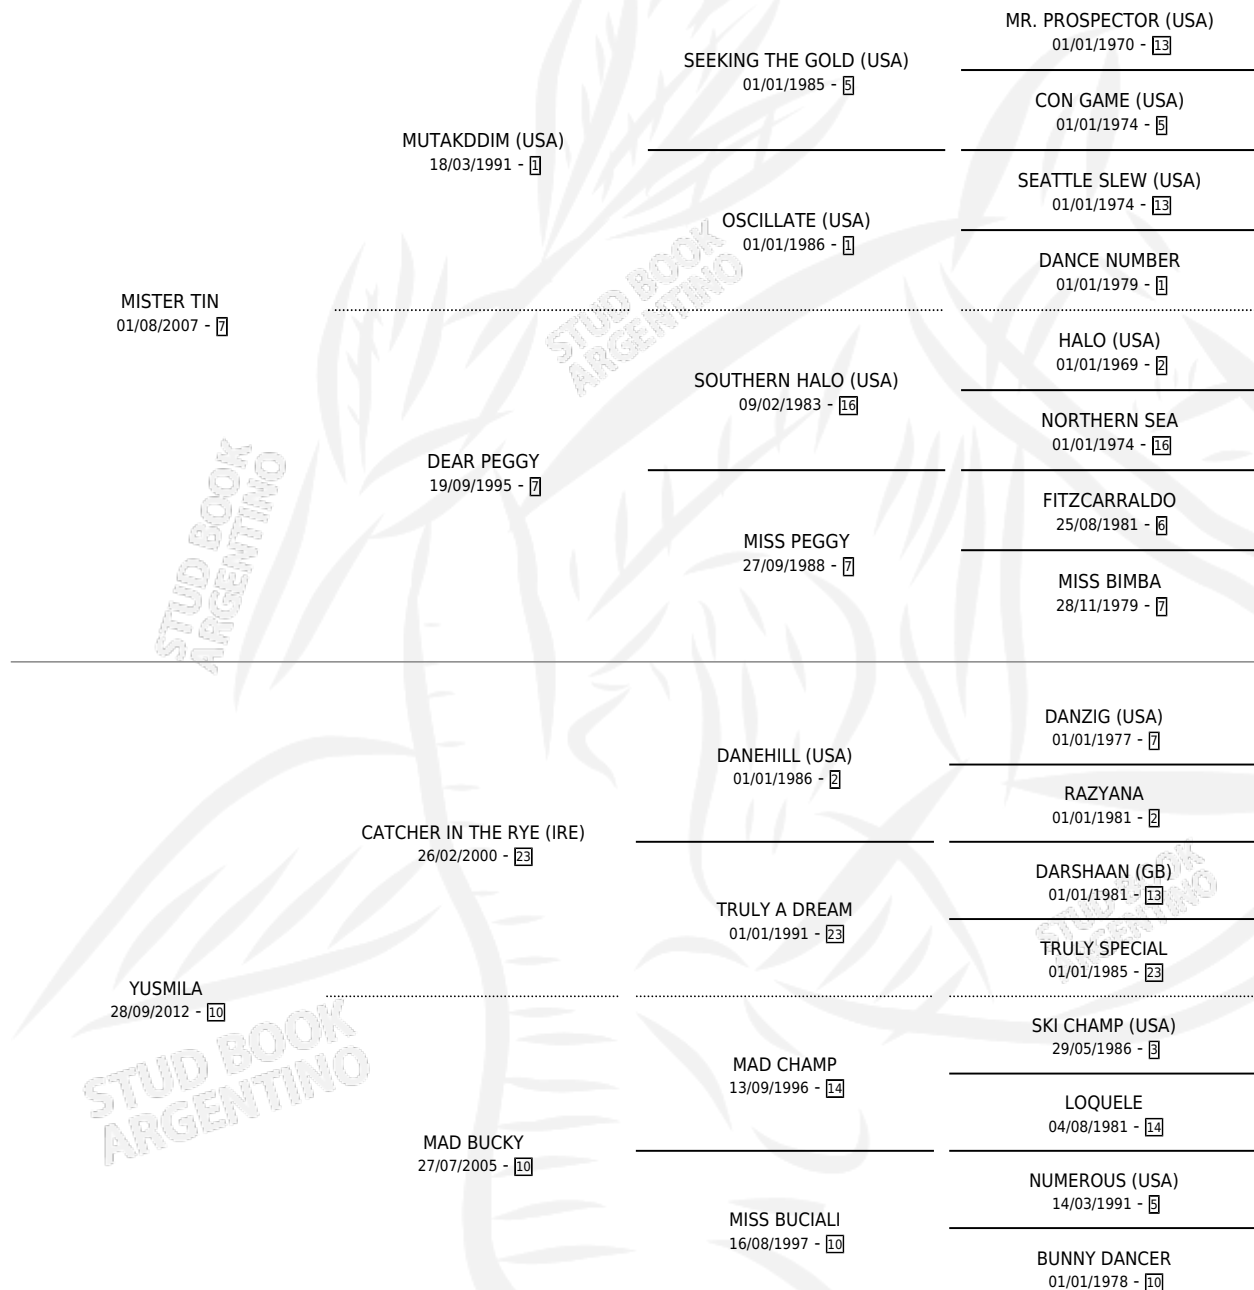 MR. PROSPECTOR (USA)
01/01/1970 - 13
SEEKING THE GOLD (USA)
01/01/1985 - 5
CON GAME (USA)
01/01/1974 - 5
MUTAKDDIM (USA)
18/03/1991 - 1
SEATTLE SLEW (USA)
01/01/1974 - 13
OSCILLATE (USA)
01/01/1986 - 1
DANCE NUMBER
01/01/1979 - 1
MISTER TIN
01/08/2007 - 7
STUD BOOK
ARGENTINO
HALO (USA)
01/01/1969 - 2
SOUTHERN HALO (USA)
09/02/1983 - 16
NORTHERN SEA
01/01/1974 - 16
DEAR PEGGY
19/09/1995 - 7
FITZCARRALDO
25/08/1981 - 6
MISS PEGGY
27/09/1988 - 7
MISS BIMBA
28/11/1979 - 7
STUD BOOK
ARGENTINO
DANZIG (USA)
01/01/1977 - 7
DANEHILL (USA)
01/01/1986 - 2
RAZYANA
01/01/1981 - 2
CATCHER IN THE RYE (IRE)
26/02/2000 - 23
DARSHAAN (GB)
01/01/1981 - 13
TRULY A DREAM
01/01/1991 - 23
STUD BOOK
ARGENTINO
TRULY SPECIAL
01/01/1985 - 23
YUSMILA
28/09/2012 - 10
STUD BOOK
ARGENTINO
SKI CHAMP (USA)
29/05/1986 - 3
MAD CHAMP
13/09/1996 - 14
LOQUELE
04/08/1981 - 14
MAD BUCKY
27/07/2005 - 10
NUMEROUS (USA)
14/03/1991 - 5
MISS BUCIALI
16/08/1997 - 10
BUNNY DANCER
01/01/1978 - 10